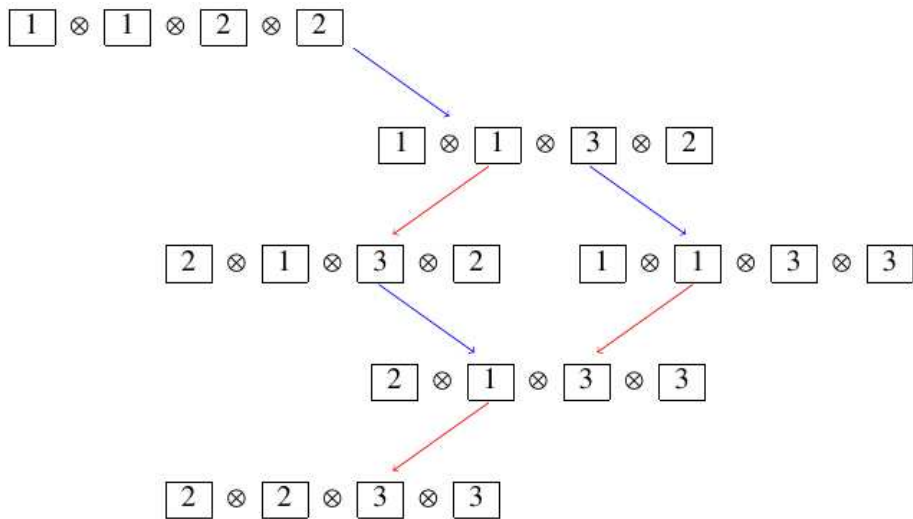 1 ⊗ 1 ⊗ 2 ⊗ 2
1 ⊗ 1 ⊗ 3 ⊗ 2
2 ⊗ 1 ⊗ 3 ⊗ 2
1 ⊗ 1 ⊗ 3 ⊗ 3
2 ⊗ 1 ⊗ 3 ⊗ 3
2 ⊗ 2 ⊗ 3 ⊗ 3